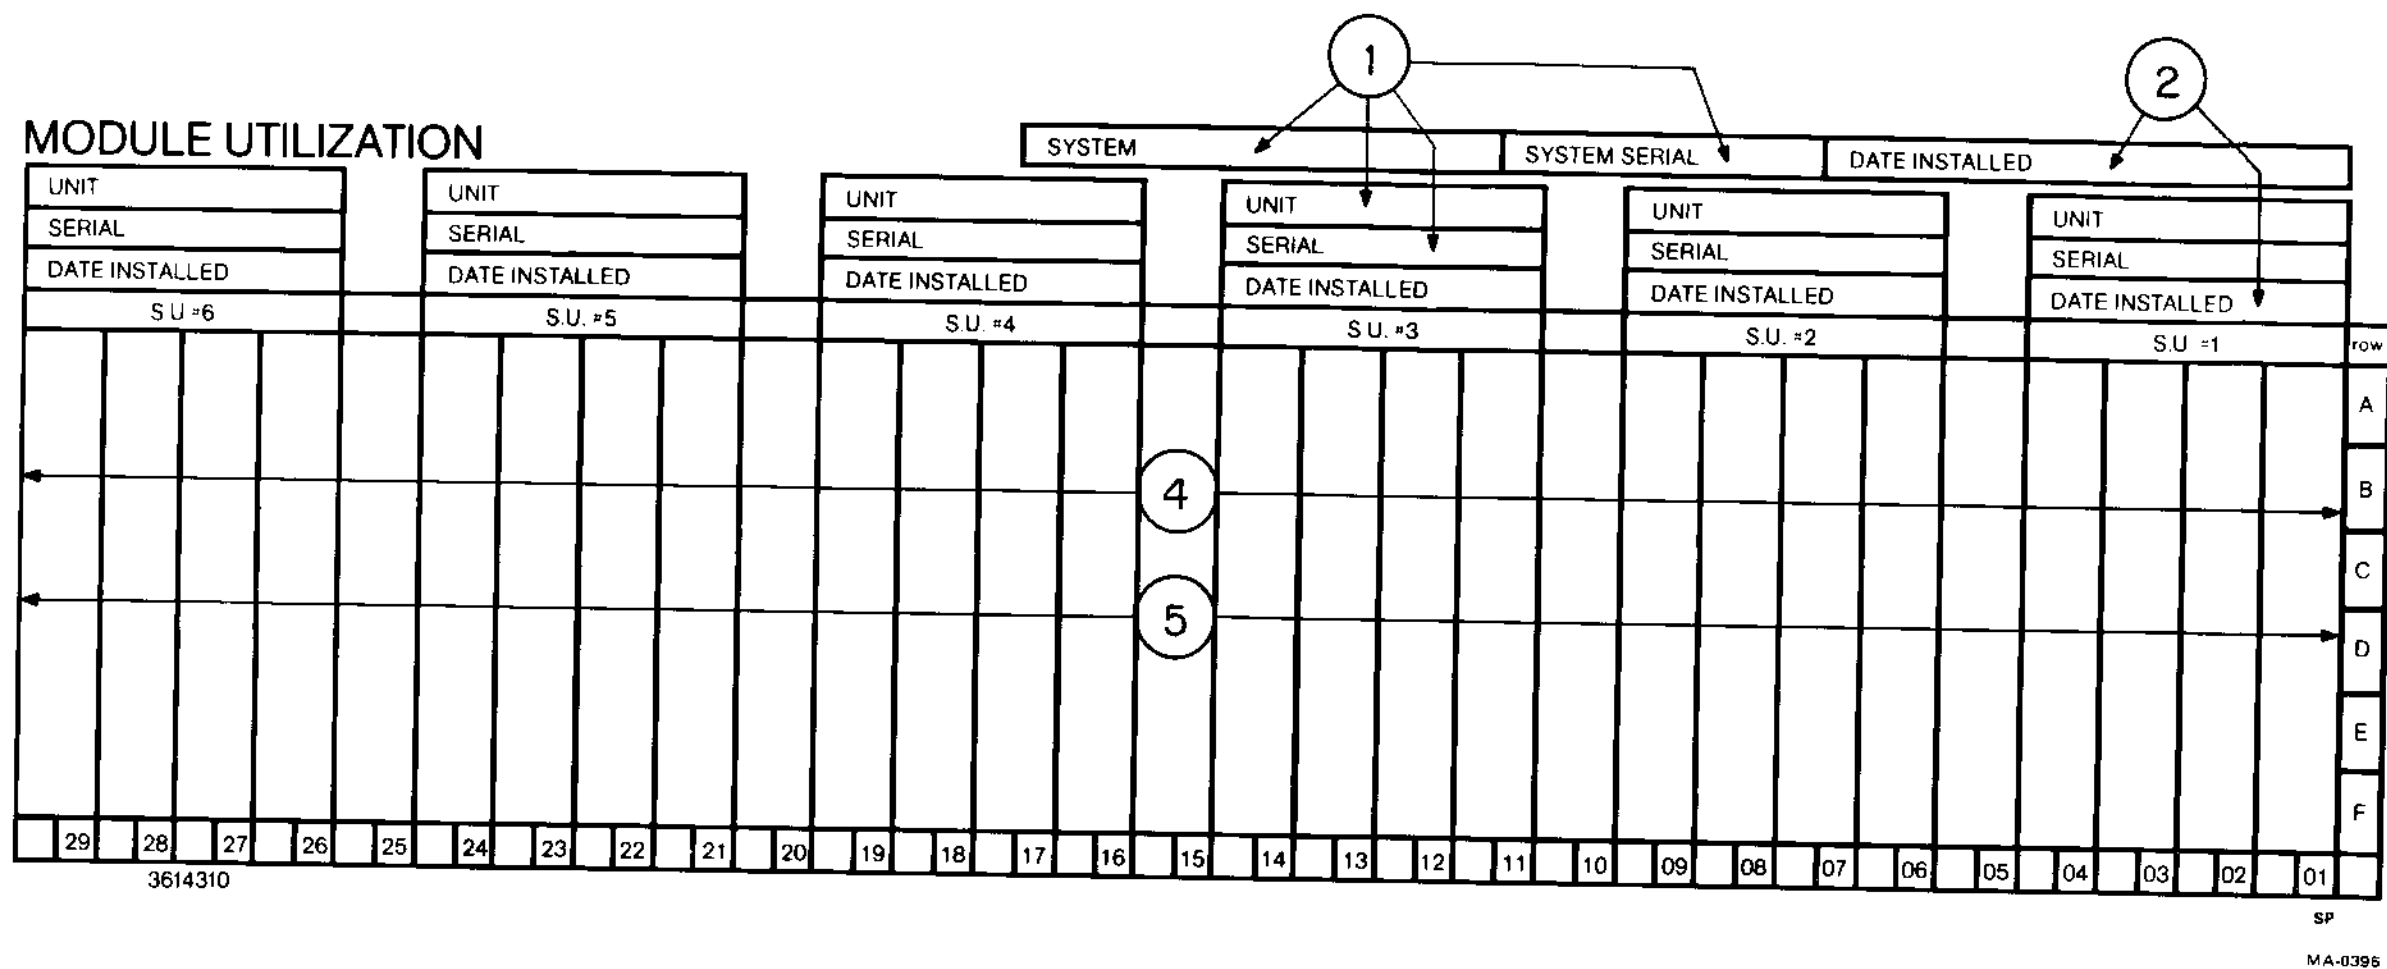 1
2
MODULE UTILIZATION
SYSTEM SYSTEM SERIAL DATE INSTALLED
UNIT UNIT UNIT UNIT UNIT UNIT
SERIAL SERIAL SERIAL SERIAL SERIAL SERIAL
DATE INSTALLED DATE INSTALLED DATE INSTALLED DATE INSTALLED DATE INSTALLED DATE INSTALLED
S U #6 S.U. #5 S.U. #4 S U. #3 S.U. #2 S.U #1 row
A
4 B
C
5 D
E
F
29 28 27 26 25 24 23 22 21 20 19 18 17 16 15 14 13 12 11 10 09 08 07 06 05 04 03 02 01
3614310
SP
MA-0396